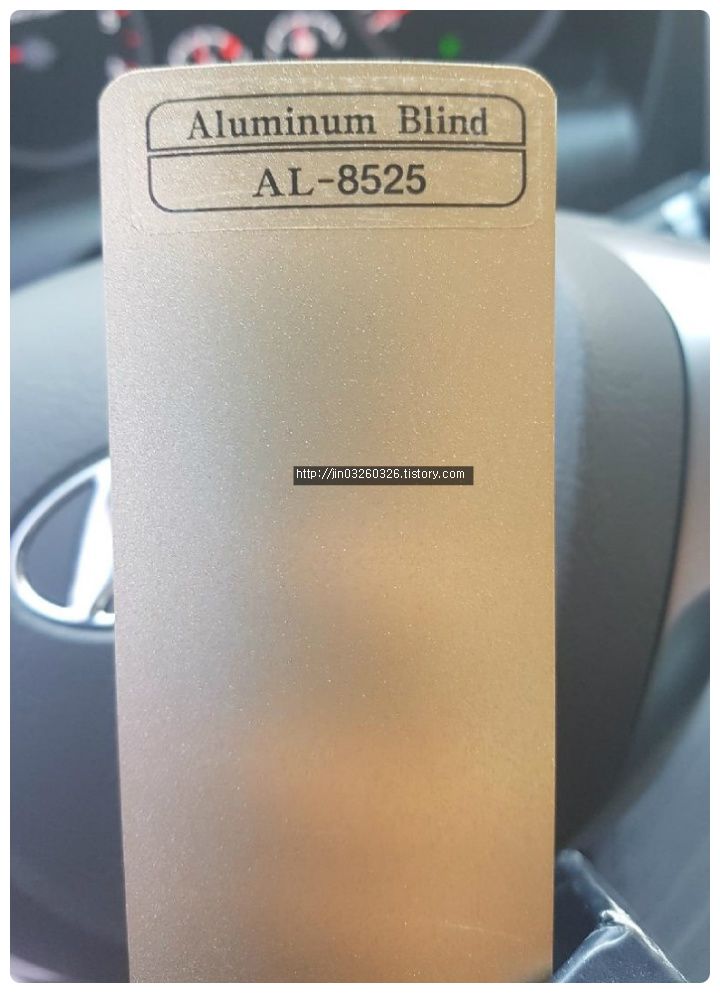 Aluminum Blind
AL-8525
http://jin03260326.tistory.com